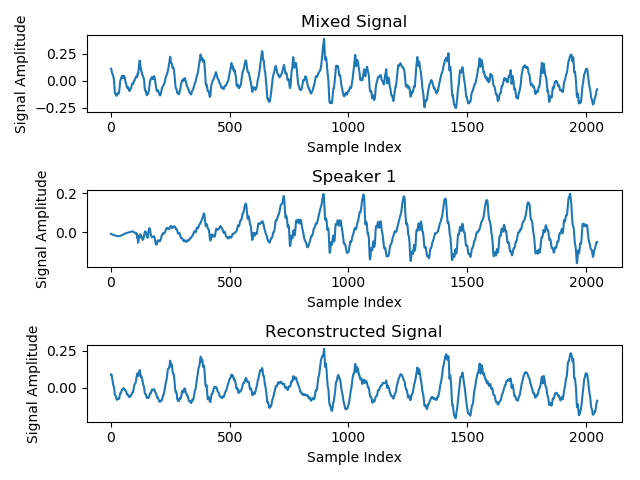 Mixed Signal
Signal Amplitude
0.25
0.00
−0.25
0 500 1000 1500 2000
Sample Index
Speaker 1
Signal Amplitude
0.2
0.0
0 500 1000 1500 2000
Sample Index
Reconstructed Signal
Signal Amplitude
0.25
0.00
0 500 1000 1500 2000
Sample Index